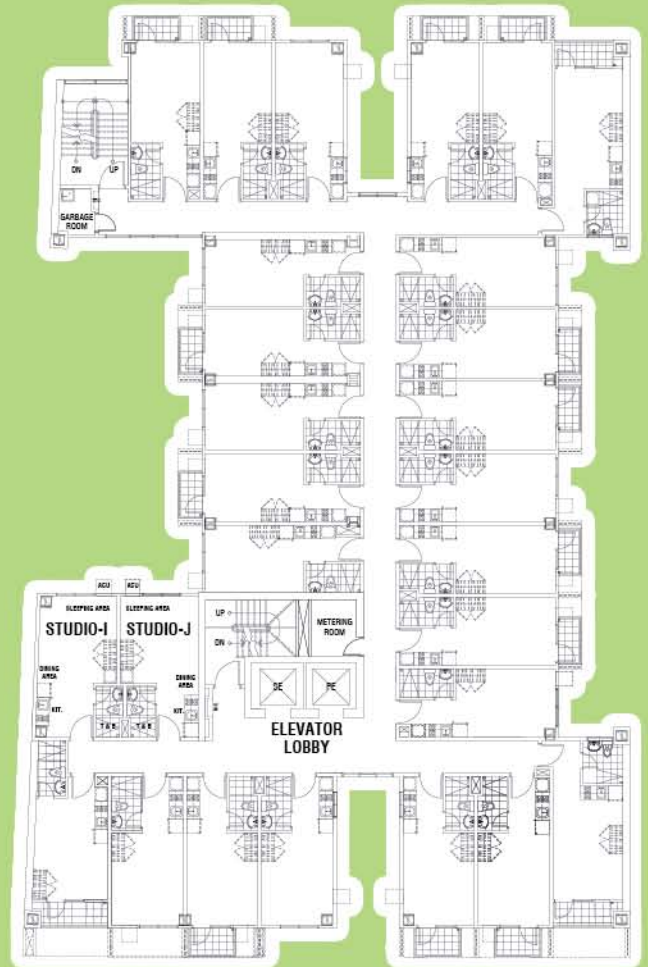 DN
UP
GARBAGE
ROOM
ACU
ACU
SLEEPING AREA
SLEEPING AREA
STUDIO-I
STUDIO-J
UP
DN
METERING
ROOM
DINING
AREA
DINING
AREA
KIT.
KIT.
T & B
T & B
SE
PE
ELEVATOR
LOBBY